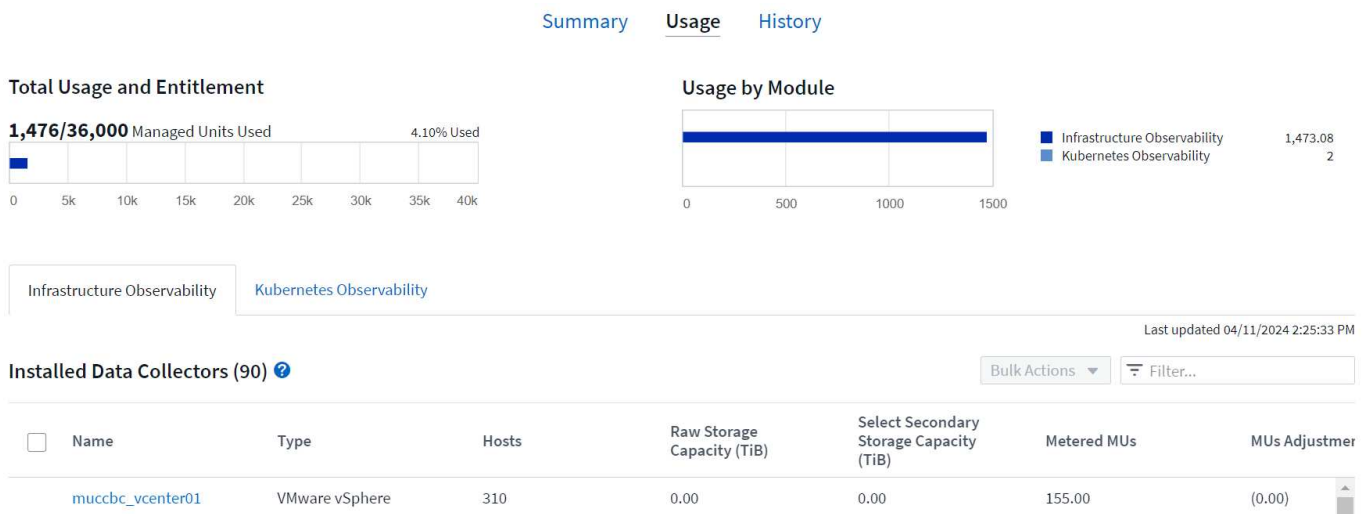 Summary Usage History
Total Usage and Entitlement
Usage by Module
1,476/36,000 Managed Units Used 4.10% Used
0 5k 10k 15k 20k 25k 30k 35k 40k
Infrastructure Observability 1,473.08
Kubernetes Observability 2
0 500 1000 1500
Infrastructure Observability Kubernetes Observability
Last updated 04/11/2024 2:25:33 PM
Installed Data Collectors (90) ?
Bulk Actions Filter...
Name Type Hosts Raw Storage Capacity (TiB) Select Secondary Storage Capacity (TiB) Metered MUs MUs Adjustmer
muccbc_vcenter01 VMware vSphere 310 0.00 0.00 155.00 (0.00)